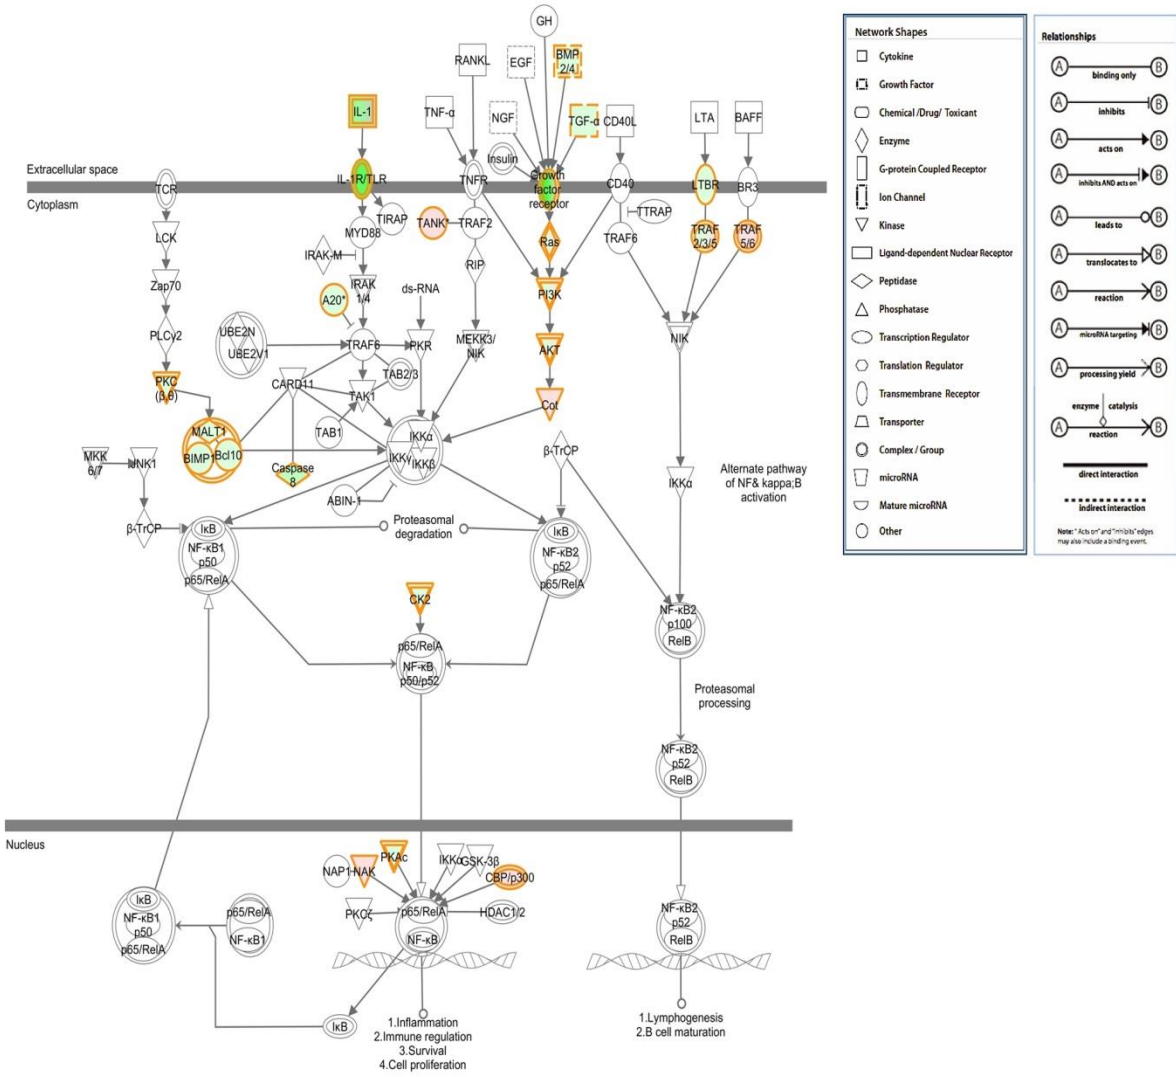 GH
RANKL
EGF
BMP
2/4
IL-1
TNF-α
NGF
TGF-α
CD40L
LTA
BAFF
Insulin
Extracellular space
Cytoplasm
TCR
IL-1R/TLR
TNFR
Growth
factor
receptor
CD40
LTBR
BR3
LCK
MYD88
TIRAP
TANK*
TRAF2
Ras
TTRAP
TRAF6
TRAF
2/3/5
TRAF
5/6
Zap70
IRAK-M
IRAK
1/4
RIP
PI3K
A20*
ds-RNA
PLCγ2
UBE2N
UBE2V1
TRAF6
PKR
MEKK3/
NIK
AKT
NIK
PKC
(β,θ)
CARD11
TAB2/3
TAK1
Cot
MALT1
BIMP1
Bcl10
TAB1
IKKα
IKKγ
IKKβ
MKK
6/7
JNK1
Caspase
8
β-TrCP
IKKα
Alternate pathway
of NF& kappa;B
activation
ABIN-1
β-TrCP
IκB
NF-κB1
p50
p65/RelA
Proteasomal
degradation
IκB
NF-κB2
p52
p65/RelA
CK2
NF-κB2
p100
RelB
p65/RelA
NF-κB
p50/p52
Proteasomal
processing
NF-κB2
p52
RelB
Nucleus
NAP1
NAK
PKAc
IKKα
GSK-3β
CBP/p300
PKCζ
p65/RelA
NF-κB
HDAC1/2
IκB
NF-κB1
p50
p65/RelA
p65/RelA
NF-κB1
NF-κB2
p52
RelB
IκB
1.Inflammation
2.Immune regulation
3.Survival
4.Cell proliferation
1.Lymphogenesis
2.B cell maturation
Network Shapes
Cytokine
Growth Factor
Chemical /Drug/ Toxicant
Enzyme
G-protein Coupled Receptor
Ion Channel
Kinase
Ligand-dependent Nuclear Receptor
Peptidase
Phosphatase
Transcription Regulator
Translation Regulator
Transmembrane Receptor
Transporter
Complex / Group
microRNA
Mature microRNA
Other
Relationships
A binding only B
A inhibits B
A acts on B
A inhibits AND acts on B
A leads to B
A translocates to B
A reaction B
A microRNA targeting B
A processing yield B
enzyme catalysis
A reaction B
direct interaction
indirect interaction
Note: "Acts on" and "inhibits" edges
may also include a binding event.